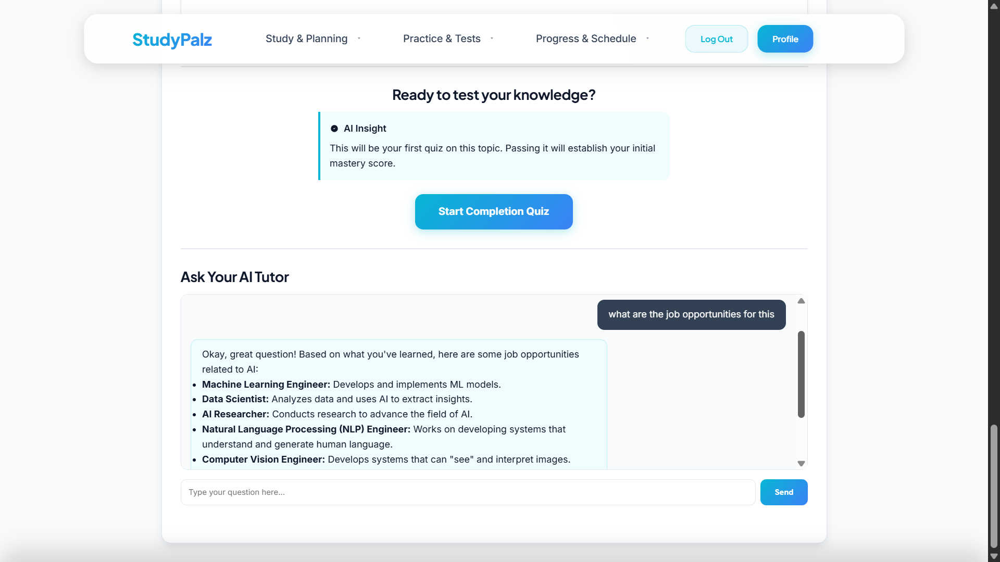 StudyPalz
Study & Planning
Practice & Tests
Progress & Schedule
Log Out
Profile
Ready to test your knowledge?
AI Insight
This will be your first quiz on this topic. Passing it will establish your initial
mastery score.
Start Completion Quiz
Ask Your AI Tutor
what are the job opportunities for this
Okay, great question! Based on what you've learned, here are some job opportunities
related to AI:
• Machine Learning Engineer: Develops and implements ML models.
• Data Scientist: Analyzes data and uses AI to extract insights.
• AI Researcher: Conducts research to advance the field of AI.
• Natural Language Processing (NLP) Engineer: Works on developing systems that
understand and generate human language.
• Computer Vision Engineer: Develops systems that can "see" and interpret images.
Type your question here...
Send